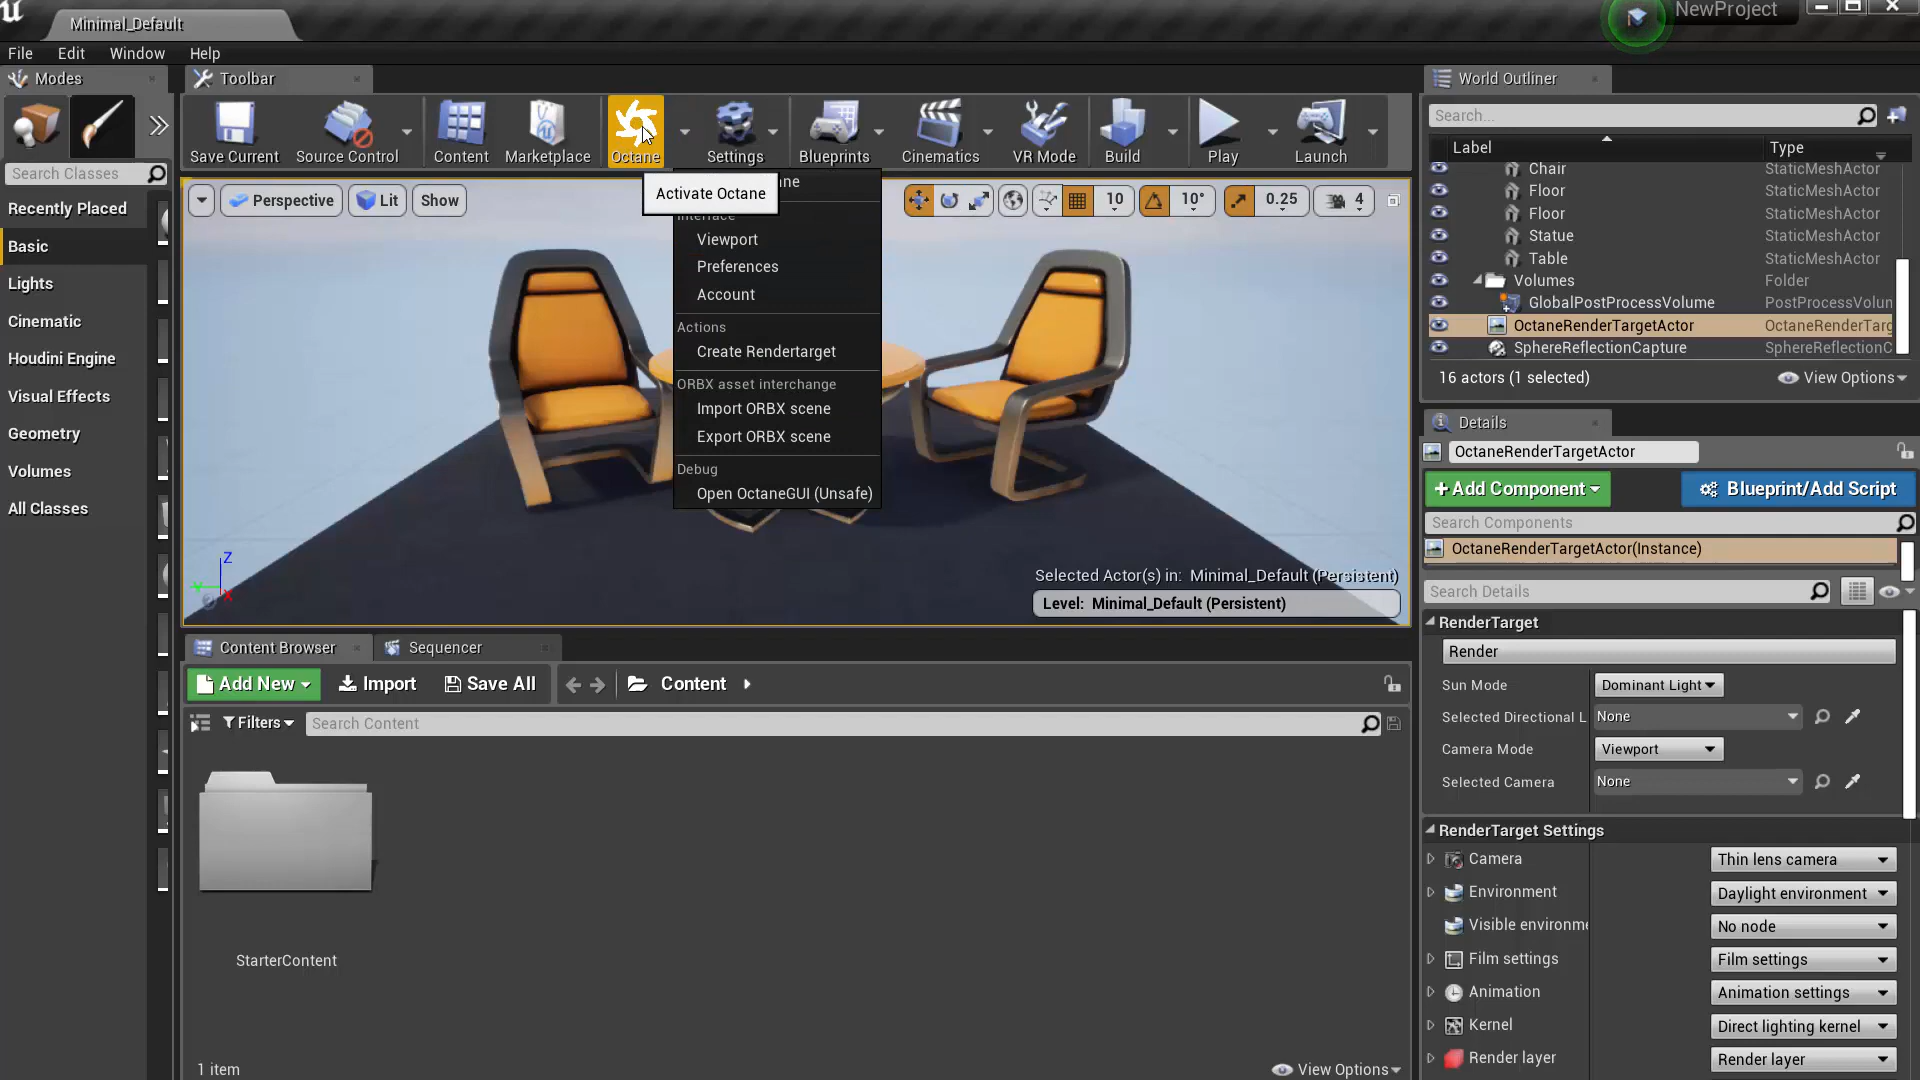 Minimal_Default
NewProject
File Edit Window Help
Modes
Toolbar
World Outliner
Save Current
Source Control
Content
Marketplace
Octane
Settings
Blueprints
Cinematics
VR Mode
Build
Play
Launch
Search...
Label
Type
Search Classes
Recently Placed
Basic
Lights
Cinematic
Houdini Engine
Visual Effects
Geometry
Volumes
All Classes
Activate Octane
Perspective
Lit
Show
10
10°
0.25
4
Interface
Viewport
Preferences
Account
Actions
Create Rendertarget
ORBX asset interchange
Import ORBX scene
Export ORBX scene
Debug
Open OctaneGUI (Unsafe)
Z
Y
X
Selected Actor(s) in: Minimal_Default (Persistent)
Level: Minimal_Default (Persistent)
Chair StaticMeshActor
Floor StaticMeshActor
Floor StaticMeshActor
Statue StaticMeshActor
Table StaticMeshActor
Volumes Folder
GlobalPostProcessVolume PostProcessVolun
OctaneRenderTargetActor OctaneRenderTarg
SphereReflectionCapture SphereReflectionC
16 actors (1 selected)
View Options
Details
OctaneRenderTargetActor
+Add Component
Blueprint/Add Script
Search Components
OctaneRenderTargetActor(Instance)
Search Details
RenderTarget
Render
Sun Mode Dominant Light
Selected Directional L None
Camera Mode Viewport
Selected Camera None
RenderTarget Settings
Camera Thin lens camera
Environment Daylight environment
Visible environme No node
Film settings Film settings
Animation Animation settings
Kernel Direct lighting kernel
Render layer Render layer
Content Browser
Sequencer
Add New
Import
Save All
Content
Filters
Search Content
StarterContent
1 item
View Options